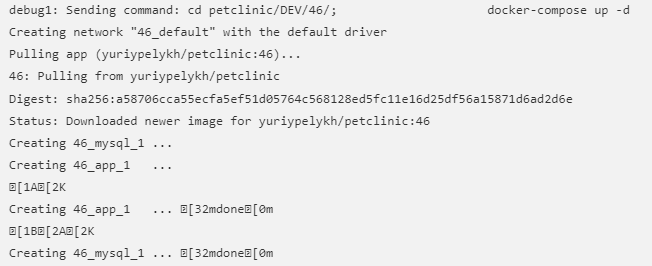 debug1: Sending command: cd petclinic/DEV/46/; docker-compose up -d
Creating network "46_default" with the default driver
Pulling app (yuriypelykh/petclinic:46)...
46: Pulling from yuriypelykh/petclinic
Digest: sha256:a58706cca55ecfa5ef51d05764c568128ed5fc11e16d25df56a15871d6ad2d6e
Status: Downloaded newer image for yuriypelykh/petclinic:46
Creating 46_mysql_1 ...
Creating 46_app_1 ...
[1A[2K
Creating 46_app_1 ... [32mdone[0m
[1B[2A[2K
Creating 46_mysql_1 ... [32mdone[0m